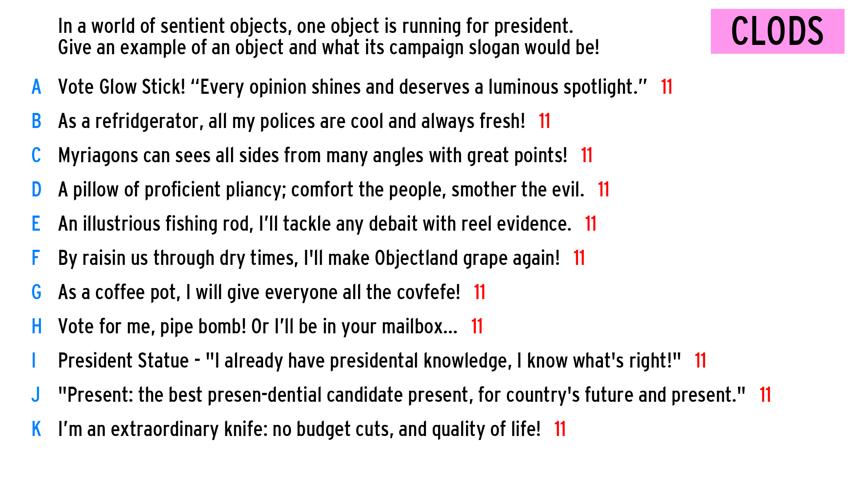 In a world of sentient objects, one object is running for president.
Give an example of an object and what its campaign slogan would be!
CLODS
A Vote Glow Stick! “Every opinion shines and deserves a luminous spotlight.” 11
B As a refridgerator, all my polices are cool and always fresh! 11
C Myriagons can sees all sides from many angles with great points! 11
D A pillow of proficient pliancy; comfort the people, smother the evil. 11
E An illustrious fishing rod, I’ll tackle any debait with reel evidence. 11
F By raisin us through dry times, I'll make Objectland grape again! 11
G As a coffee pot, I will give everyone all the covfefe! 11
H Vote for me, pipe bomb! Or I’ll be in your mailbox... 11
I President Statue - "I already have presidental knowledge, I know what's right!" 11
J "Present: the best presen-dential candidate present, for country's future and present." 11
K I’m an extraordinary knife: no budget cuts, and quality of life! 11